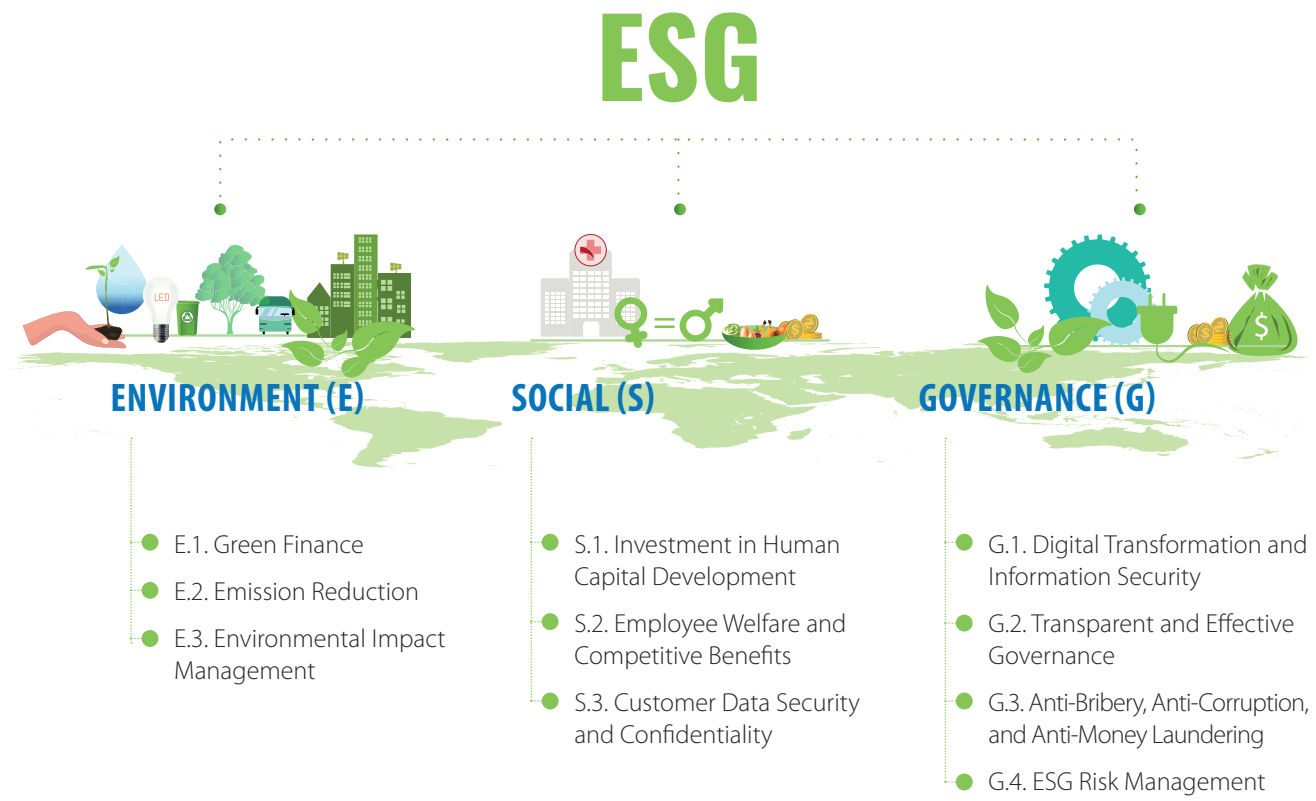 ESG
LED
$
ENVIRONMENT (E)
E.1. Green Finance
E.2. Emission Reduction
E.3. Environmental Impact
Management
SOCIAL (S)
S.1. Investment in Human
Capital Development
S.2. Employee Welfare and
Competitive Benefits
S.3. Customer Data Security
and Confidentiality
GOVERNANCE (G)
G.1. Digital Transformation and
Information Security
G.2. Transparent and Effective
Governance
G.3. Anti-Bribery, Anti-Corruption,
and Anti-Money Laundering
G.4. ESG Risk Management